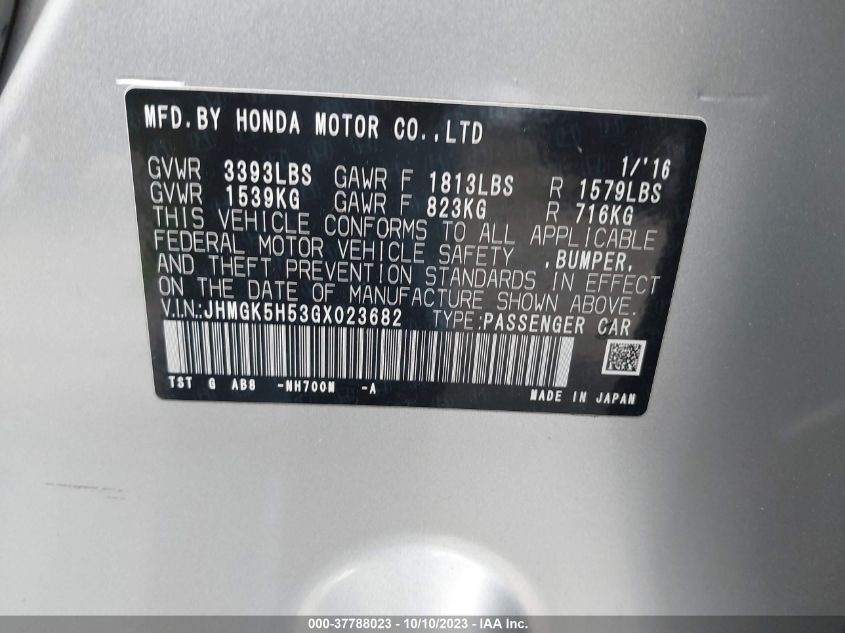 MFD.BY HONDA MOTOR CO.,LTD
1/'16
GVWR 3393LBS GAWR F 1813LBS R 1579LBS
GVWR 1539KG GAWR F 823KG R 716KG
THIS VEHICLE CONFORMS TO ALL APPLICABLE
FEDERAL MOTOR VEHICLE SAFETY ,BUMPER,
AND THEFT PREVENTION STANDARDS IN EFFECT
ON THE DATE OF MANUFACTURE SHOWN ABOVE.
V.I.N.:JHMGK5H53GX023682 TYPE:PASSENGER CAR
TST G AB8 -NH700M -A
MADE IN JAPAN
000-37788023 - 10/10/2023 - IAA Inc.